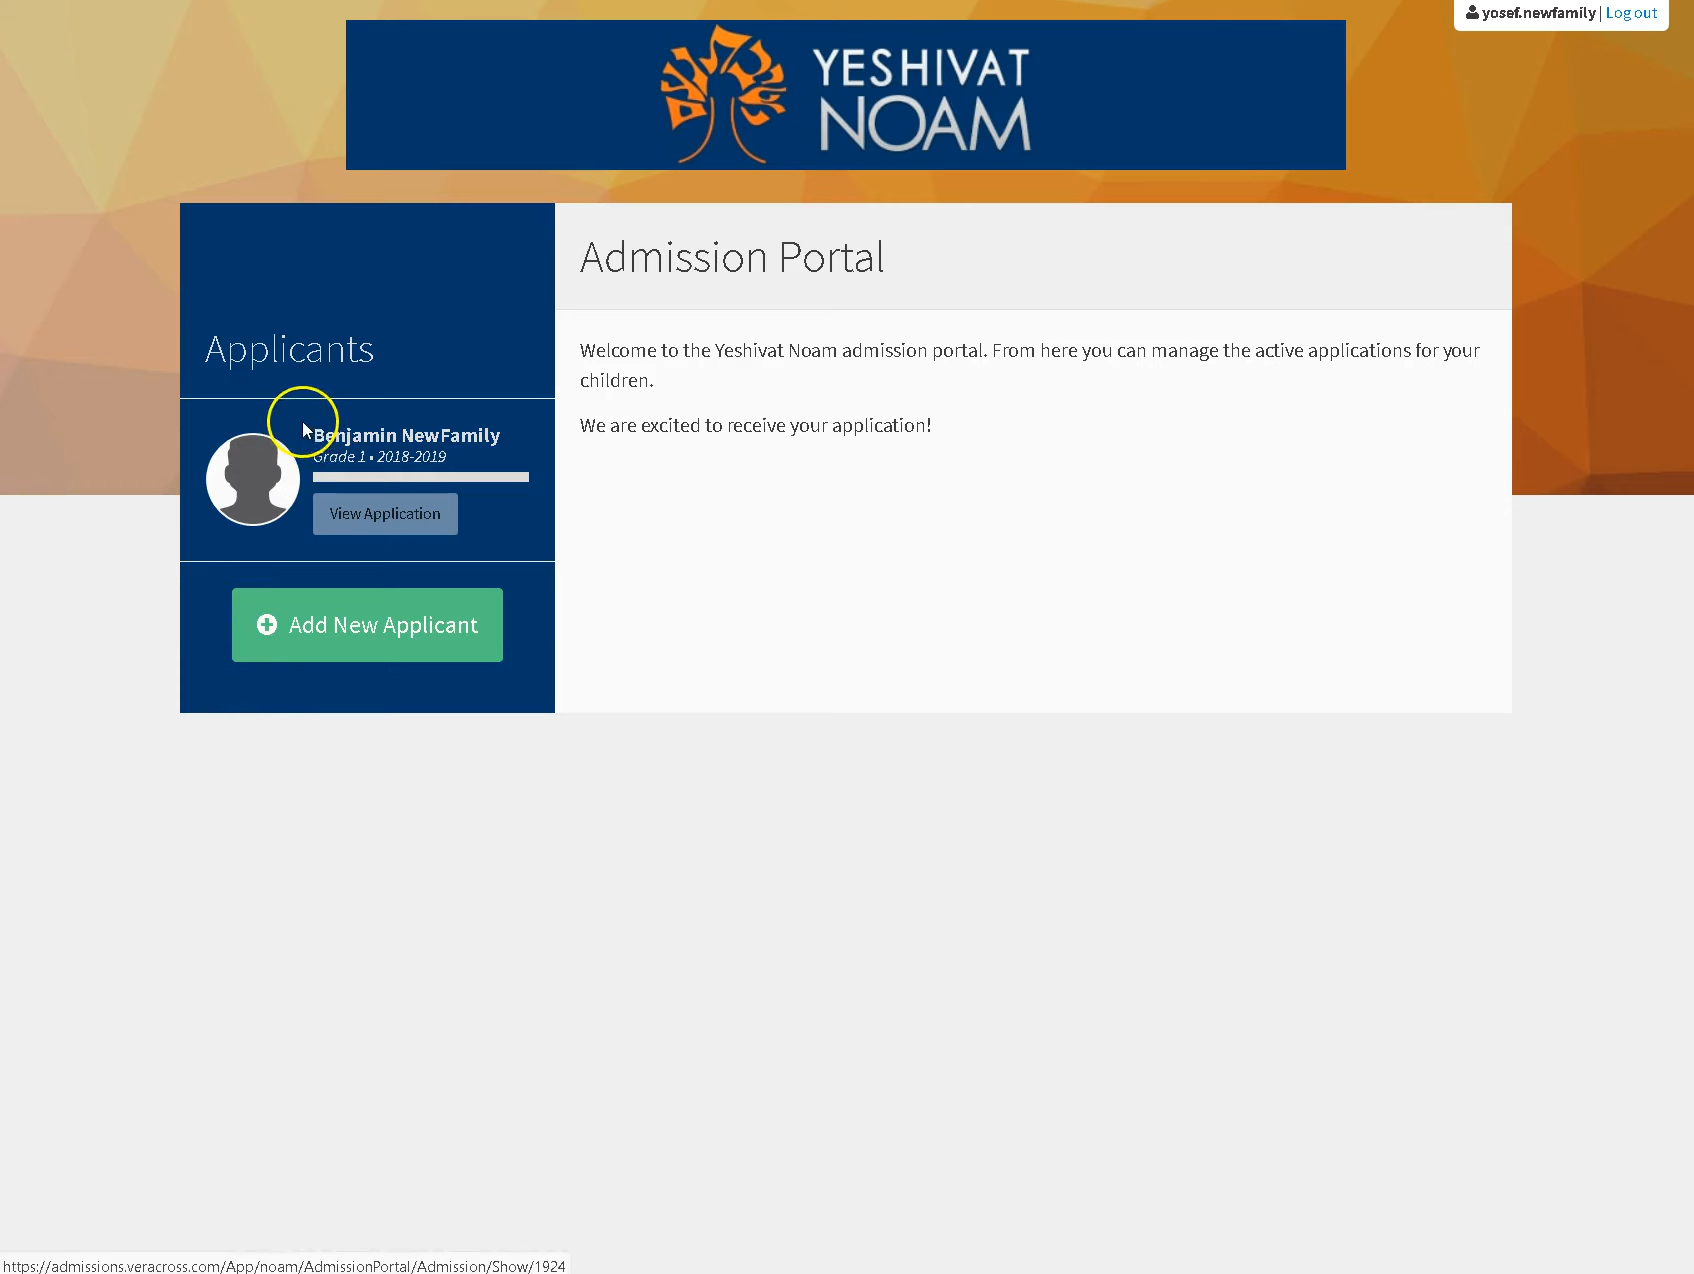 yosef.newfamily | Log out
YESHIVAT
NOAM
Admission Portal
Applicants
Welcome to the Yeshivat Noam admission portal. From here you can manage the active applications for your
children.
We are excited to receive your application!
Benjamin NewFamily
Grade 1 • 2018-2019
View Application
Add New Applicant
https://admissions.veracross.com/App/noam/AdmissionPortal/Admission/Show/1924